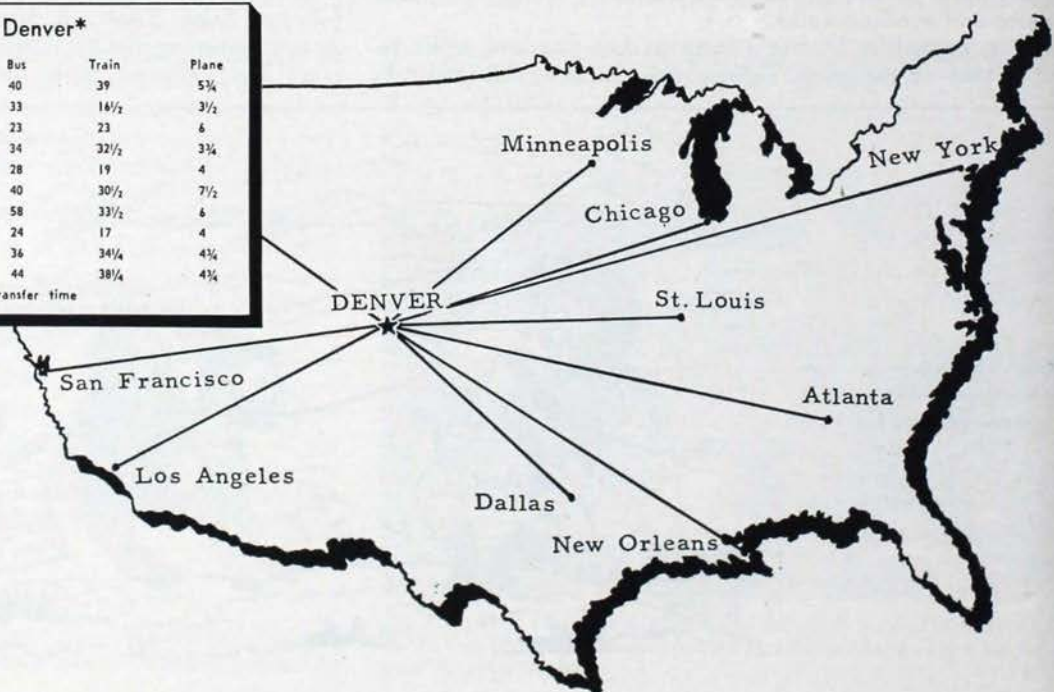 Denver*
Bus Train Plane
40 39 5¾
33 16½ 3½
23 23 6
34 32½ 3¾
28 19 4
40 30½ 7½
58 33½ 6
24 17 4
36 34¼ 4¾
44 38¼ 4¾
ansfer time
Minneapolis
New York
Chicago
DENVER
St. Louis
San Francisco
Atlanta
Los Angeles
Dallas
New Orleans